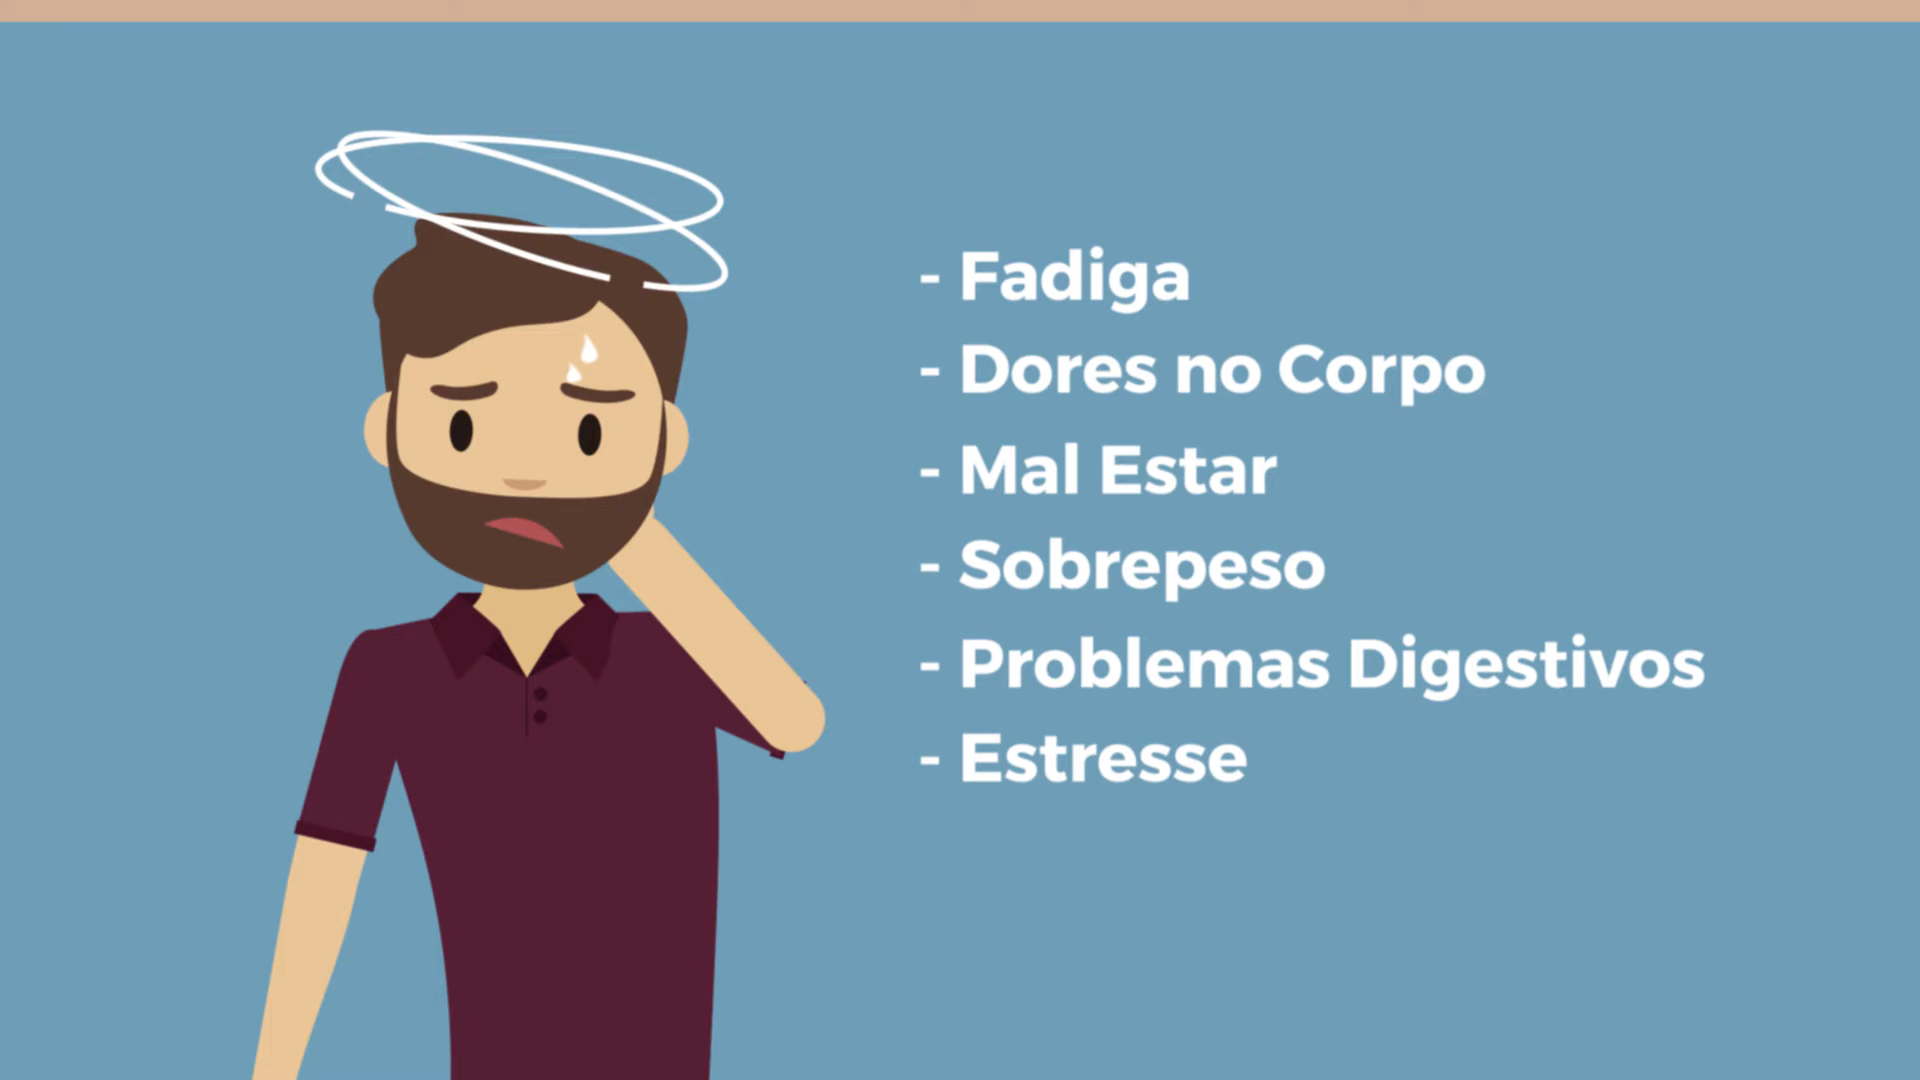 - Fadiga
- Dores no Corpo
- Mal Estar
- Sobrepeso
- Problemas Digestivos
- Estresse